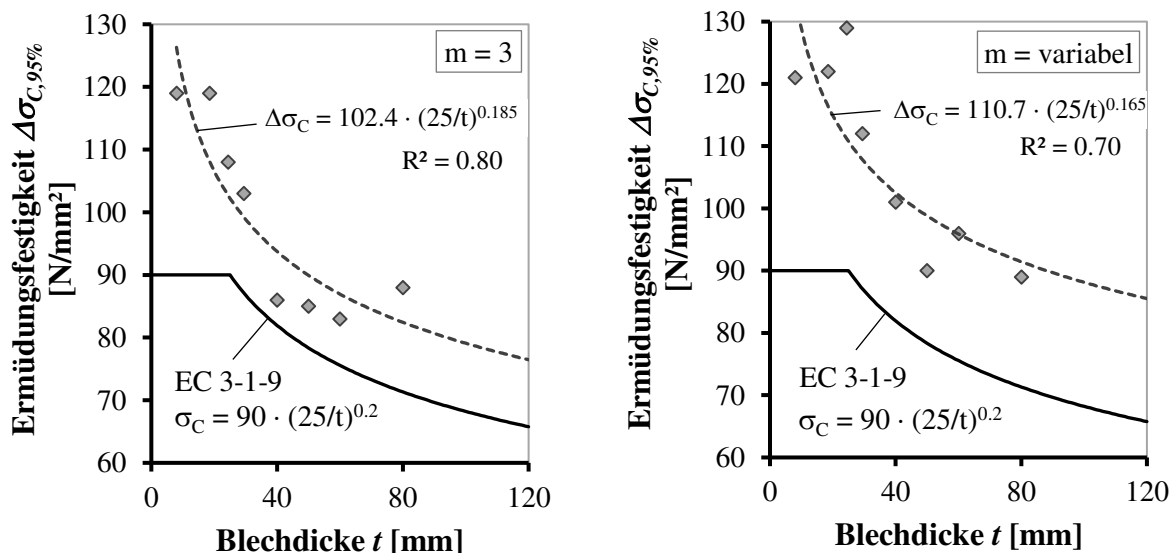 Ermüdungsfestigkeit Δσ_{C,95%}
[N/mm²]
130
120
110
100
90
80
70
60
m = 3
Δσ_C = 102.4 · (25/t)^{0.185}
R² = 0.80
EC 3-1-9
σ_C = 90 · (25/t)^{0.2}
0
40
80
120
Blechdicke t [mm]
Ermüdungsfestigkeit Δσ_{C,95%}
[N/mm²]
130
120
110
100
90
80
70
60
m = variabel
Δσ_C = 110.7 · (25/t)^{0.165}
R² = 0.70
EC 3-1-9
σ_C = 90 · (25/t)^{0.2}
0
40
80
120
Blechdicke t [mm]